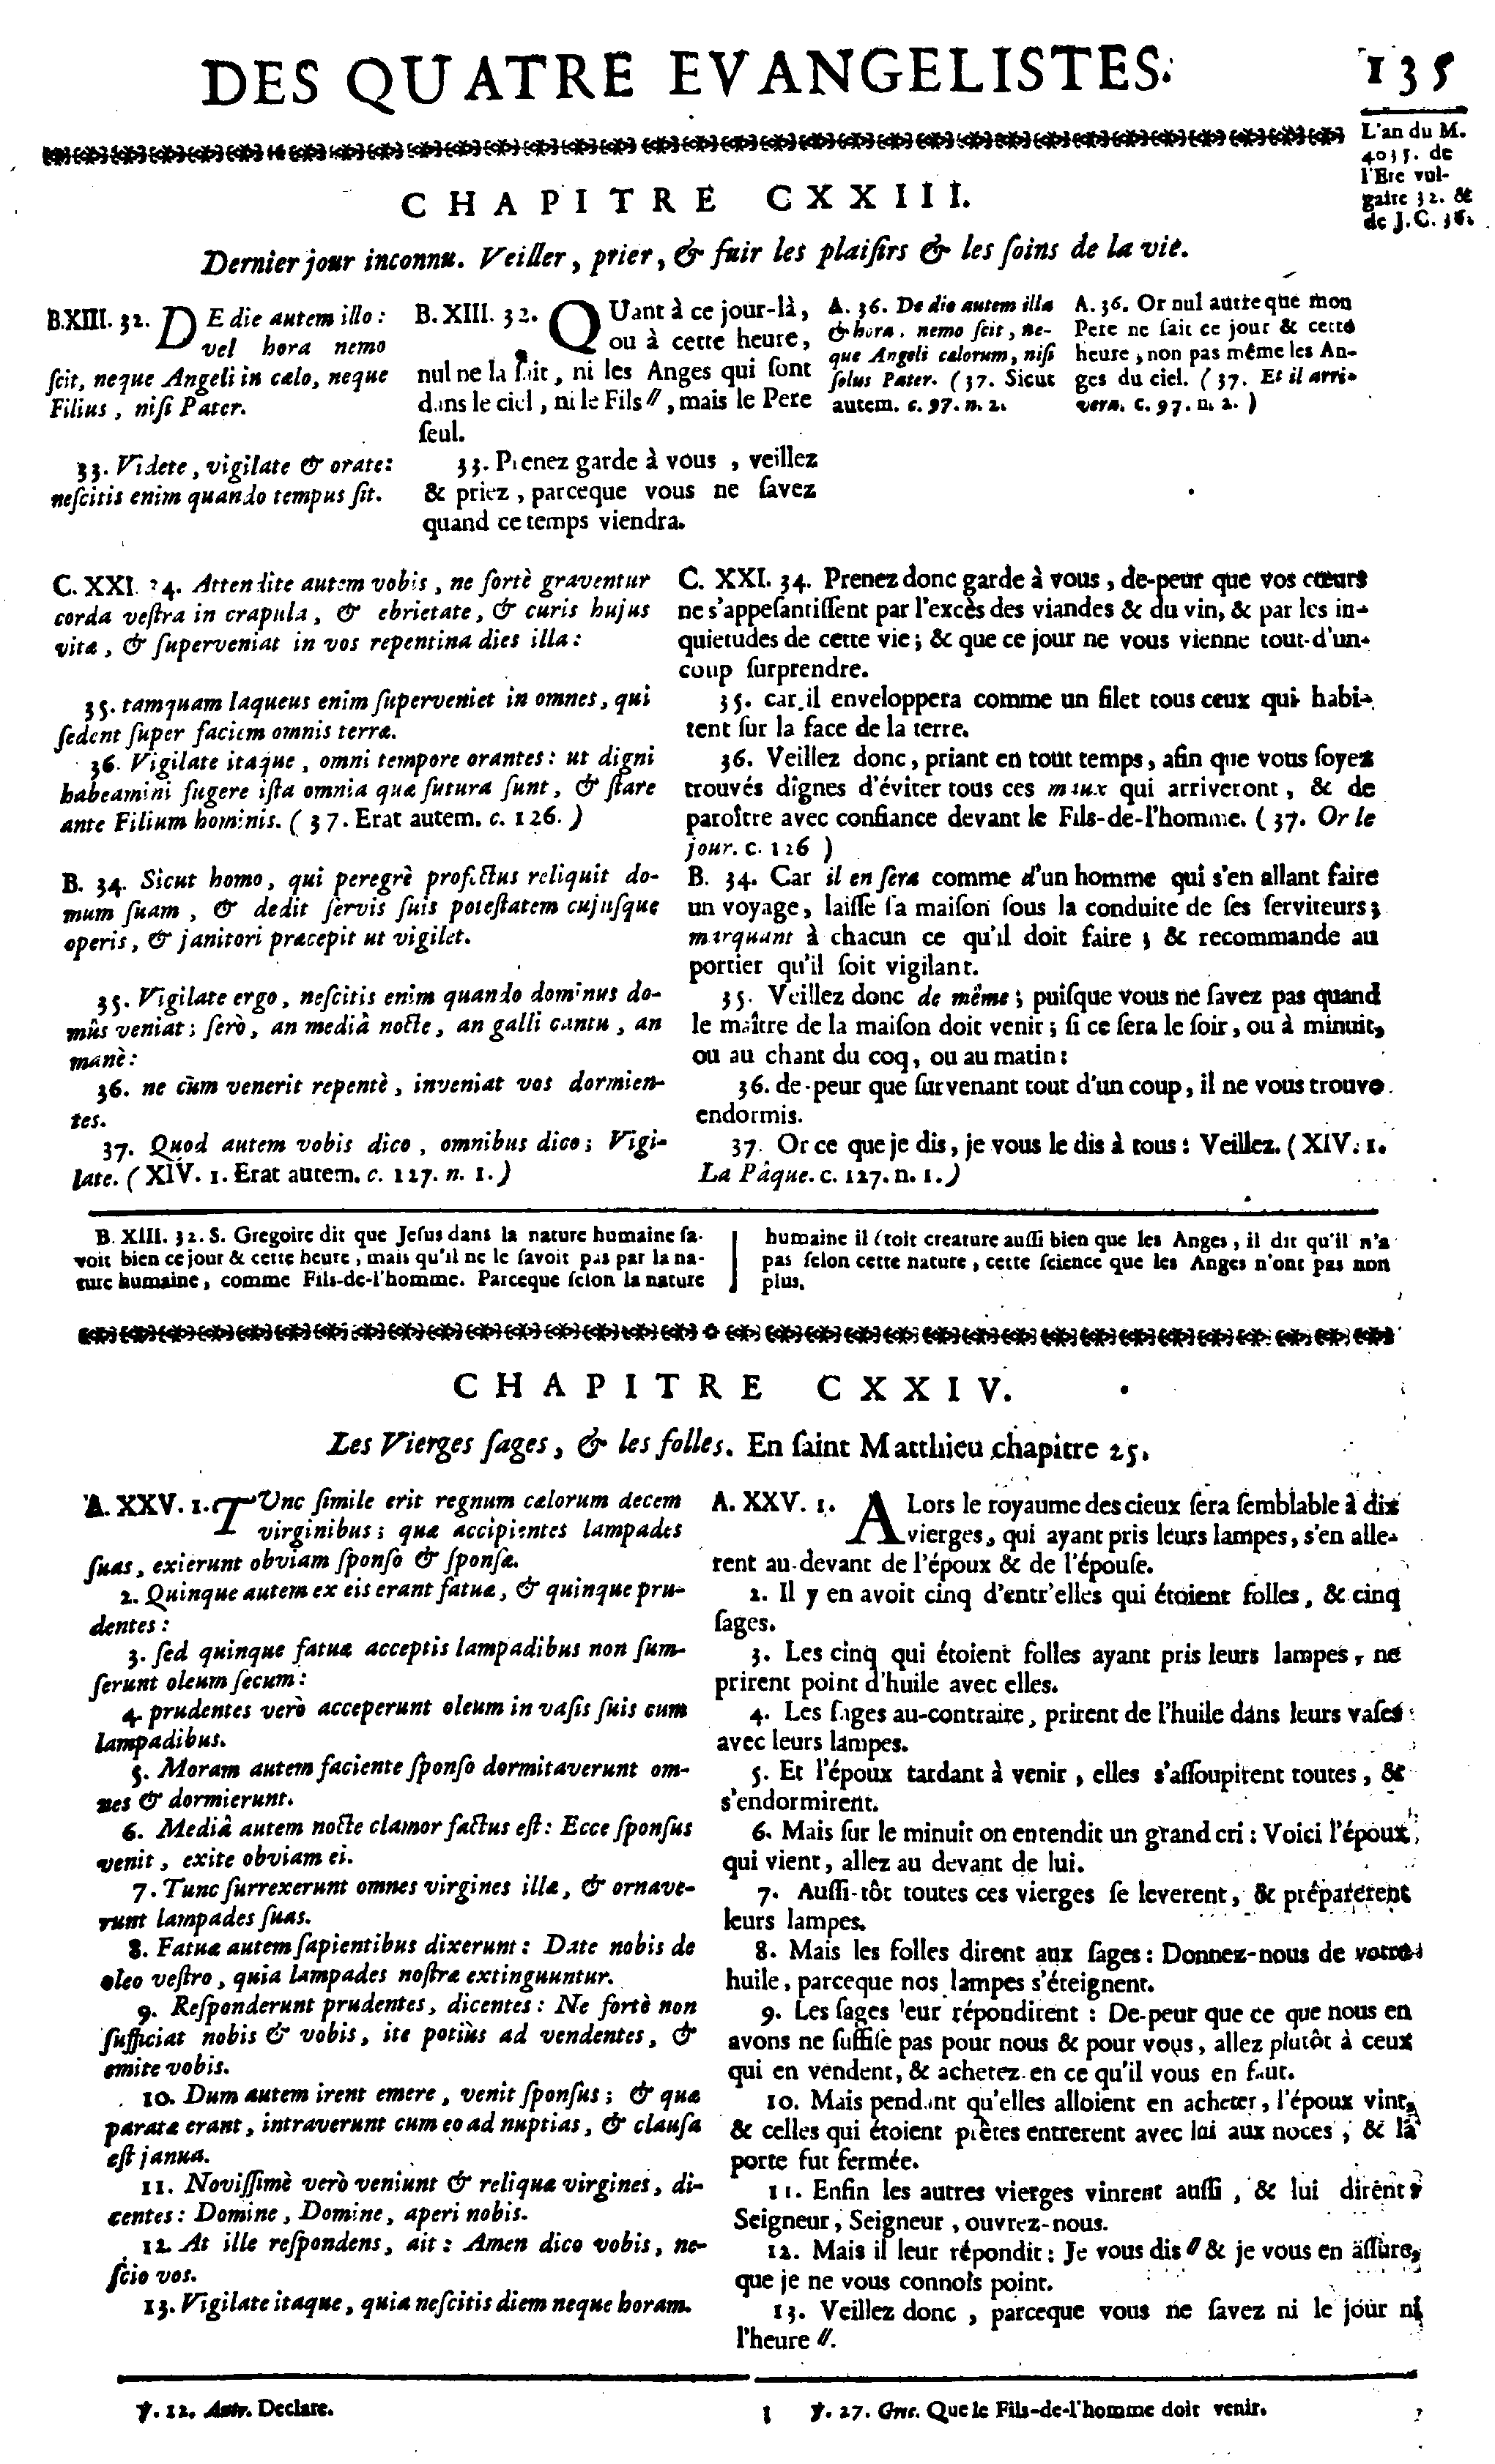 DES QUATRE EVANGELISTES.
135
L'an du M.
4035. de
l'Ere vul-
gaire 32. &
de J.C. 36.
CHAPITRE CXXIII.
Dernier jour inconnu. Veiller, prier, & fuir les plaiſirs & les ſoins de la vie.
B.XIII. 32. DE die autem illo:
vel hora nemo
ſcit, neque Angeli in cælo, neque
Filius, niſi Pater.
33. Videte, vigilate & orate:
neſcitis enim quando tempus ſit.
B. XIII. 32. QUant à ce jour-là,
ou à cette heure,
nul ne la ſait, ni les Anges qui ſont
dans le ciel, ni le Fils //, mais le Pere
ſeul.
33. Prenez garde à vous, veillez
& priez, parceque vous ne ſavez
quand ce temps viendra.
A. 36. De die autem illa
& hora, nemo ſcit, ne-
que Angeli cælorum, niſi
ſolus Pater. (37. Sicut
autem. c. 97. n. 2.
A. 36. Or nul autre que mon
Pere ne ſait ce jour & cette
heure, non pas même les An-
ges du ciel. (37. Et il arri-
vera. c. 97. n. 2.)
C. XXI. 34. Attendite autem vobis, ne fortè graventur
corda veſtra in crapula, & ebrietate, & curis hujus
vitæ, & ſuperveniat in vos repentina dies illa:
35. tamquam laqueus enim ſuperveniet in omnes, qui
ſedent ſuper faciem omnis terræ.
36. Vigilate itaque, omni tempore orantes: ut digni
habeamini fugere iſta omnia quæ futura ſunt, & ſtare
ante Filium hominis. (37. Erat autem. c. 126.)
C. XXI. 34. Prenez donc garde à vous, de-peur que vos cœurs
ne s'appeſantiſſent par l'excès des viandes & du vin, & par les in-
quietudes de cette vie; & que ce jour ne vous vienne tout-d'un-
coup ſurprendre.
35. car il enveloppera comme un filet tous ceux qui habi-
tent ſur la face de la terre.
36. Veillez donc, priant en tout temps, afin que vous ſoyez
trouvés dignes d'éviter tous ces maux qui arriveront, & de
paroître avec confiance devant le Fils-de-l'homme. (37. Or le
jour. c. 126)
B. 34. Sicut homo, qui peregrè profectus reliquit do-
mum ſuam, & dedit ſervis ſuis poteſtatem cujuſque
operis, & janitori præcepit ut vigilet.
35. Vigilate ergo, neſcitis enim quando dominus do-
mûs veniat; ſerò, an mediâ nocte, an galli cantu, an
manè:
36. ne cùm venerit repentè, inveniat vos dormien-
tes.
37. Quod autem vobis dico, omnibus dico; Vigi-
late. (XIV. 1. Erat autem. c. 127. n. 1.)
B. 34. Car il en ſera comme d'un homme qui s'en allant faire
un voyage, laiſſe ſa maiſon ſous la conduite de ſes ſerviteurs;
marquant à chacun ce qu'il doit faire; & recommande au
portier qu'il ſoit vigilant.
35. Veillez donc de même; puiſque vous ne ſavez pas quand
le maître de la maiſon doit venir; ſi ce ſera le ſoir, ou à minuit,
ou au chant du coq, ou au matin:
36. de-peur que ſurvenant tout d'un coup, il ne vous trouve
endormis.
37. Or ce que je dis, je vous le dis à tous: Veillez. (XIV. 1.
La Pâque. c. 127. n. 1.)
B. XIII. 32. S. Gregoire dit que Jeſus dans la nature humaine ſa-
voit bien ce jour & cette heure, mais qu'il ne le ſavoit pas par la na-
ture humaine, comme Fils-de-l'homme. Parceque ſelon la nature
humaine il étoit creature auſſi bien que les Anges, il dit qu'il n'a
pas ſelon cette nature, cette ſcience que les Anges n'ont pas non
plus.
CHAPITRE CXXIV.
Les Vierges ſages, & les folles. En ſaint Matthieu chapitre 25.
A. XXV. 1. TUnc ſimile erit regnum cælorum decem
virginibus; quæ accipientes lampades
ſuas, exierunt obviam ſponſo & ſponſæ.
2. Quinque autem ex eis erant fatuæ, & quinque pru-
dentes:
3. ſed quinque fatuæ acceptis lampadibus non ſum-
ſerunt oleum ſecum:
4. prudentes verò acceperunt oleum in vaſis ſuis cum
lampadibus.
5. Moram autem faciente ſponſo dormitaverunt om-
nes & dormierunt.
6. Mediâ autem nocte clamor factus eſt: Ecce ſponſus
venit, exite obviam ei.
7. Tunc ſurrexerunt omnes virgines illæ, & ornave-
runt lampades ſuas.
8. Fatuæ autem ſapientibus dixerunt: Date nobis de
oleo veſtro, quia lampades noſtræ extinguuntur.
9. Reſponderunt prudentes, dicentes: Ne fortè non
ſufficiat nobis & vobis, ite potiùs ad vendentes, &
emite vobis.
10. Dum autem irent emere, venit ſponſus; & quæ
paratæ erant, intraverunt cum eo ad nuptias, & clauſa
eſt janua.
11. Noviſſimè verò veniunt & reliquæ virgines, di-
centes: Domine, Domine, aperi nobis.
12. At ille reſpondens, ait: Amen dico vobis, ne-
ſcio vos.
13. Vigilate itaque, quia neſcitis diem neque horam.
A. XXV. 1. ALors le royaume des cieux ſera ſemblable à dix
vierges, qui ayant pris leurs lampes, s'en alle-
rent au-devant de l'époux & de l'épouſe.
2. Il y en avoit cinq d'entr'elles qui étoient folles, & cinq
ſages.
3. Les cinq qui étoient folles ayant pris leurs lampes, ne
prirent point d'huile avec elles.
4. Les ſages au-contraire, prirent de l'huile dans leurs vaſes
avec leurs lampes.
5. Et l'époux tardant à venir, elles s'aſſoupirent toutes, &
s'endormirent.
6. Mais ſur le minuit on entendit un grand cri: Voici l'époux
qui vient, allez au devant de lui.
7. Auſſi-tôt toutes ces vierges ſe leverent, & préparerent
leurs lampes.
8. Mais les folles dirent aux ſages: Donnez-nous de votre
huile, parceque nos lampes s'éteignent.
9. Les ſages leur répondirent: De-peur que ce que nous en
avons ne ſuffiſe pas pour nous & pour vous, allez plutôt à ceux
qui en vendent, & achetez-en ce qu'il vous en faut.
10. Mais pendant qu'elles alloient en acheter, l'époux vint,
& celles qui étoient prêtes entrerent avec lui aux noces, & la
porte fut fermée.
11. Enfin les autres vierges vinrent auſſi, & lui dirent:
Seigneur, Seigneur, ouvrez-nous.
12. Mais il leur répondit: Je vous dis // & je vous en aſſure,
que je ne vous connois point.
13. Veillez donc, parceque vous ne ſavez ni le jour ni
l'heure //.
℣. 12. Autr. Declare.
℣. 27. Grec. Que le Fils-de-l'homme doit venir.